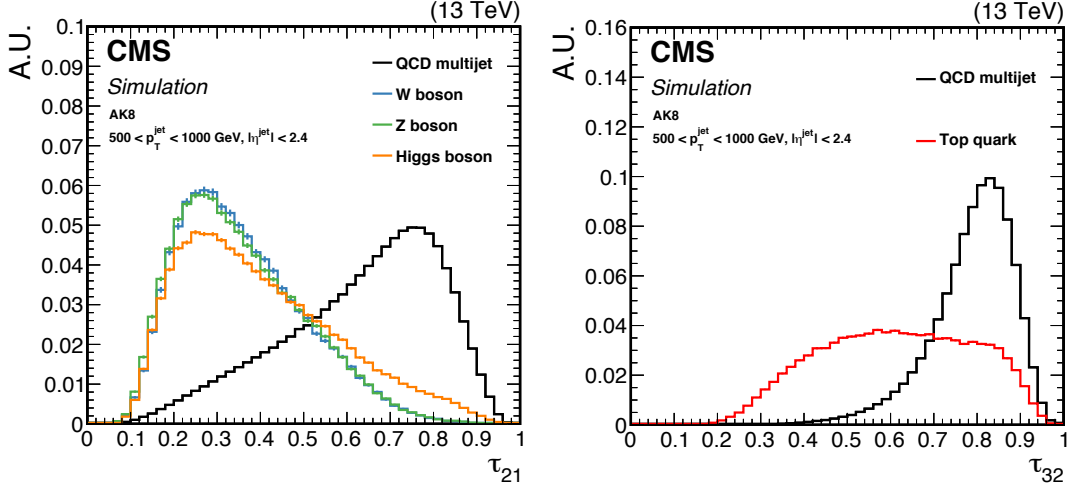 (13 TeV)
A.U.
0.1
0.09
0.08
0.07
0.06
0.05
0.04
0.03
0.02
0.01
0
CMS
Simulation
AK8
500 < p_T^jet < 1000 GeV, |η^jet| < 2.4
QCD multijet
W boson
Z boson
Higgs boson
0 0.1 0.2 0.3 0.4 0.5 0.6 0.7 0.8 0.9 1
τ21
(13 TeV)
A.U.
0.16
0.14
0.12
0.1
0.08
0.06
0.04
0.02
0
CMS
Simulation
AK8
500 < p_T^jet < 1000 GeV, |η^jet| < 2.4
QCD multijet
Top quark
0 0.1 0.2 0.3 0.4 0.5 0.6 0.7 0.8 0.9 1
τ32